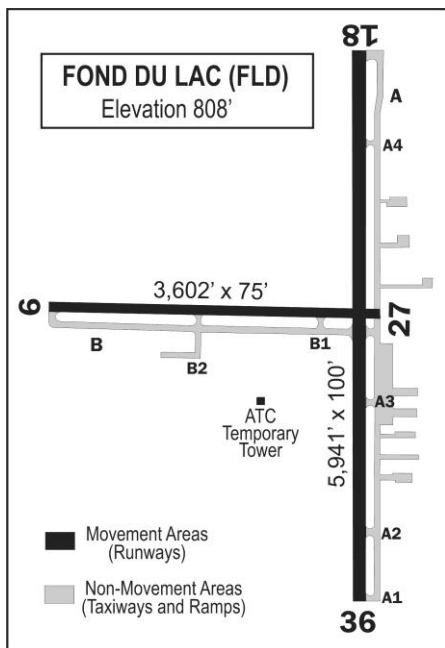 18
FOND DU LAC (FLD)
Elevation 808'
A
A4
3,602' x 75'
9
27
B
B1
B2
A3
ATC
Temporary
Tower
5,941' x 100'
Movement Areas
(Runways)
A2
Non-Movement Areas
(Taxiways and Ramps)
A1
36